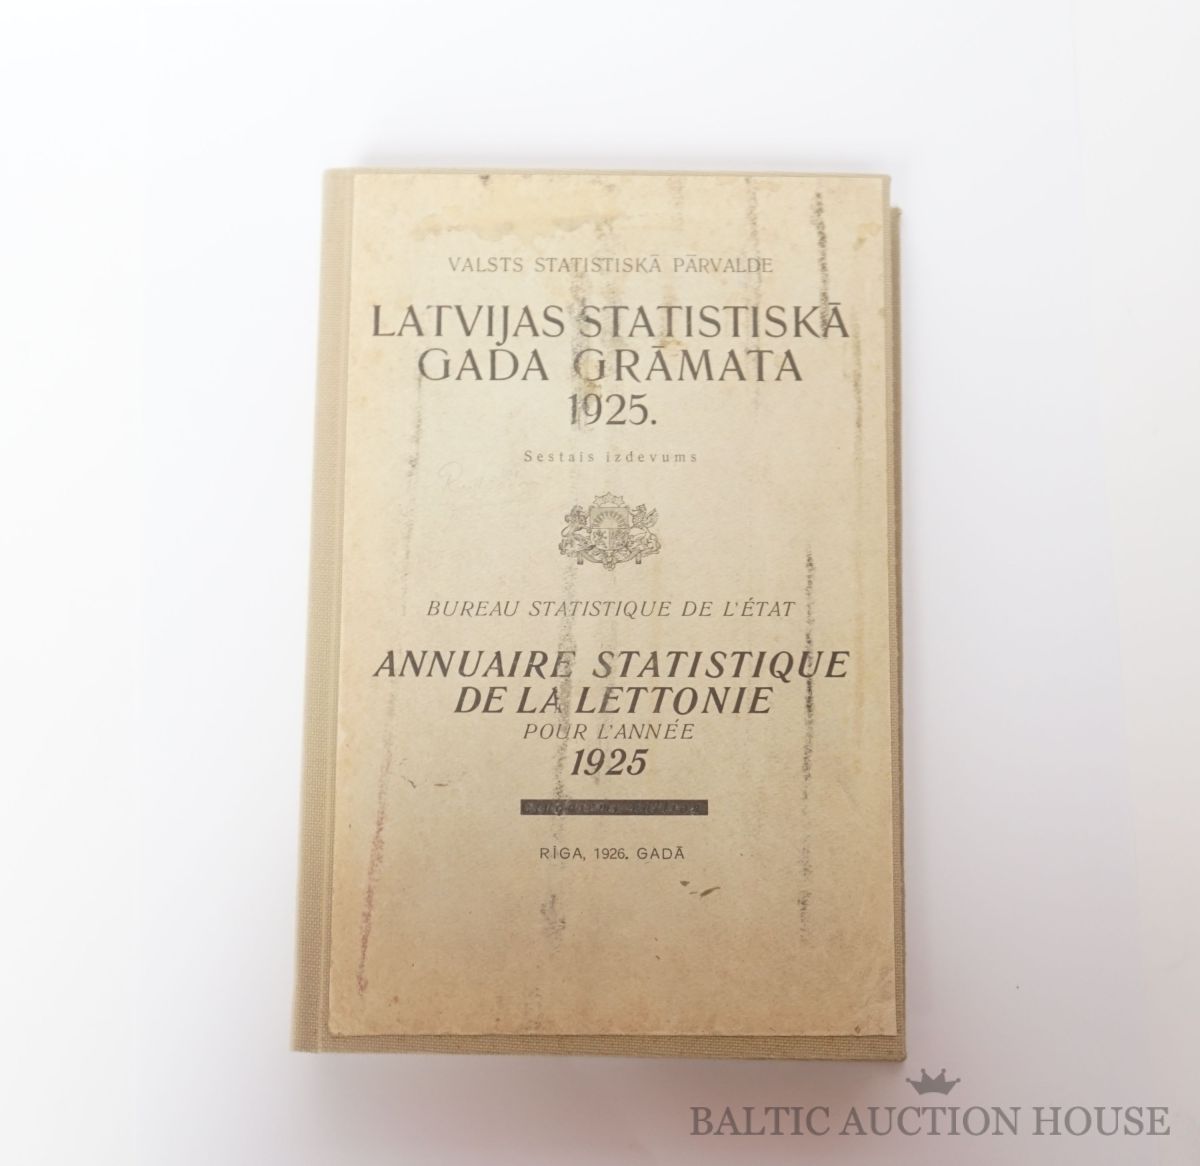 VALSTS STATISTISKĀ PĀRVALDE
LATVIJAS STATISTISKĀ
GADA GRĀMATA
1925.
Sestais izdevums
BUREAU STATISTIQUE DE L'ÉTAT
ANNUAIRE STATISTIQUE
DE LA LETTONIE
POUR L'ANNÉE
1925
RĪGA, 1926. GADĀ
BALTIC AUCTION HOUSE